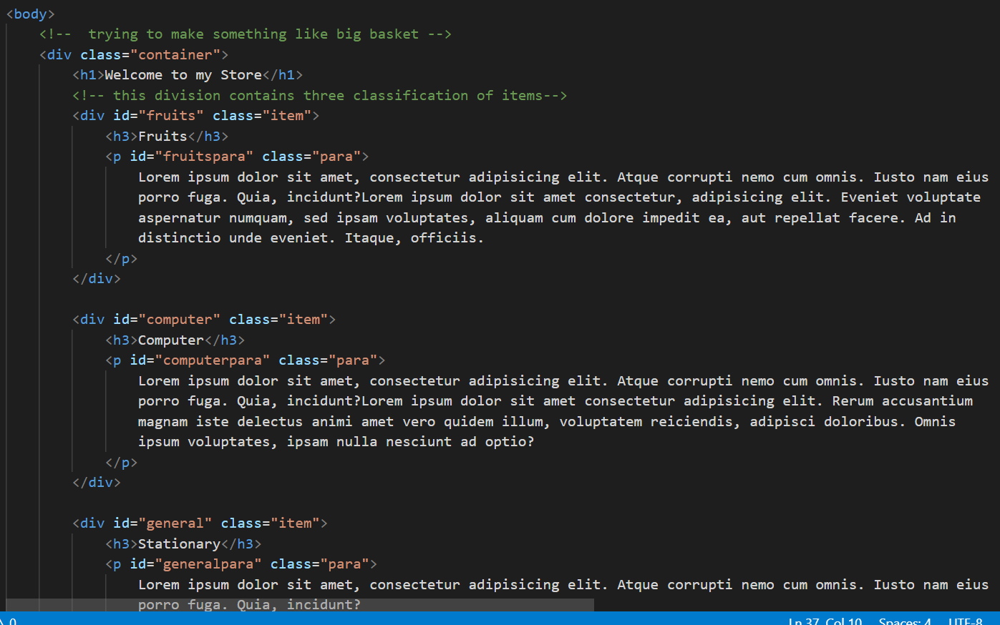 <body>
<!--  trying to make something like big basket -->
<div class="container">
<h1>Welcome to my Store</h1>
<!-- this division contains three classification of items-->
<div id="fruits" class="item">
<h3>Fruits</h3>
<p id="fruitspara" class="para">
Lorem ipsum dolor sit amet, consectetur adipisicing elit. Atque corrupti nemo cum omnis. Iusto nam eius
porro fuga. Quia, incidunt?Lorem ipsum dolor sit amet consectetur, adipisicing elit. Eveniet voluptate
aspernatur numquam, sed ipsam voluptates, aliquam cum dolore impedit ea, aut repellat facere. Ad in
distinctio unde eveniet. Itaque, officiis.
</p>
</div>
<div id="computer" class="item">
<h3>Computer</h3>
<p id="computerpara" class="para">
Lorem ipsum dolor sit amet, consectetur adipisicing elit. Atque corrupti nemo cum omnis. Iusto nam eius
porro fuga. Quia, incidunt?Lorem ipsum dolor sit amet consectetur adipisicing elit. Rerum accusantium
magnam iste delectus animi amet vero quidem illum, voluptatem reiciendis, adipisci doloribus. Omnis
ipsum voluptates, ipsam nulla nesciunt ad optio?
</p>
</div>
<div id="general" class="item">
<h3>Stationary</h3>
<p id="generalpara" class="para">
Lorem ipsum dolor sit amet, consectetur adipisicing elit. Atque corrupti nemo cum omnis. Iusto nam eius
porro fuga. Quia, incidunt?
0 Ln 37, Col 10 Spaces: 4 UTF-8